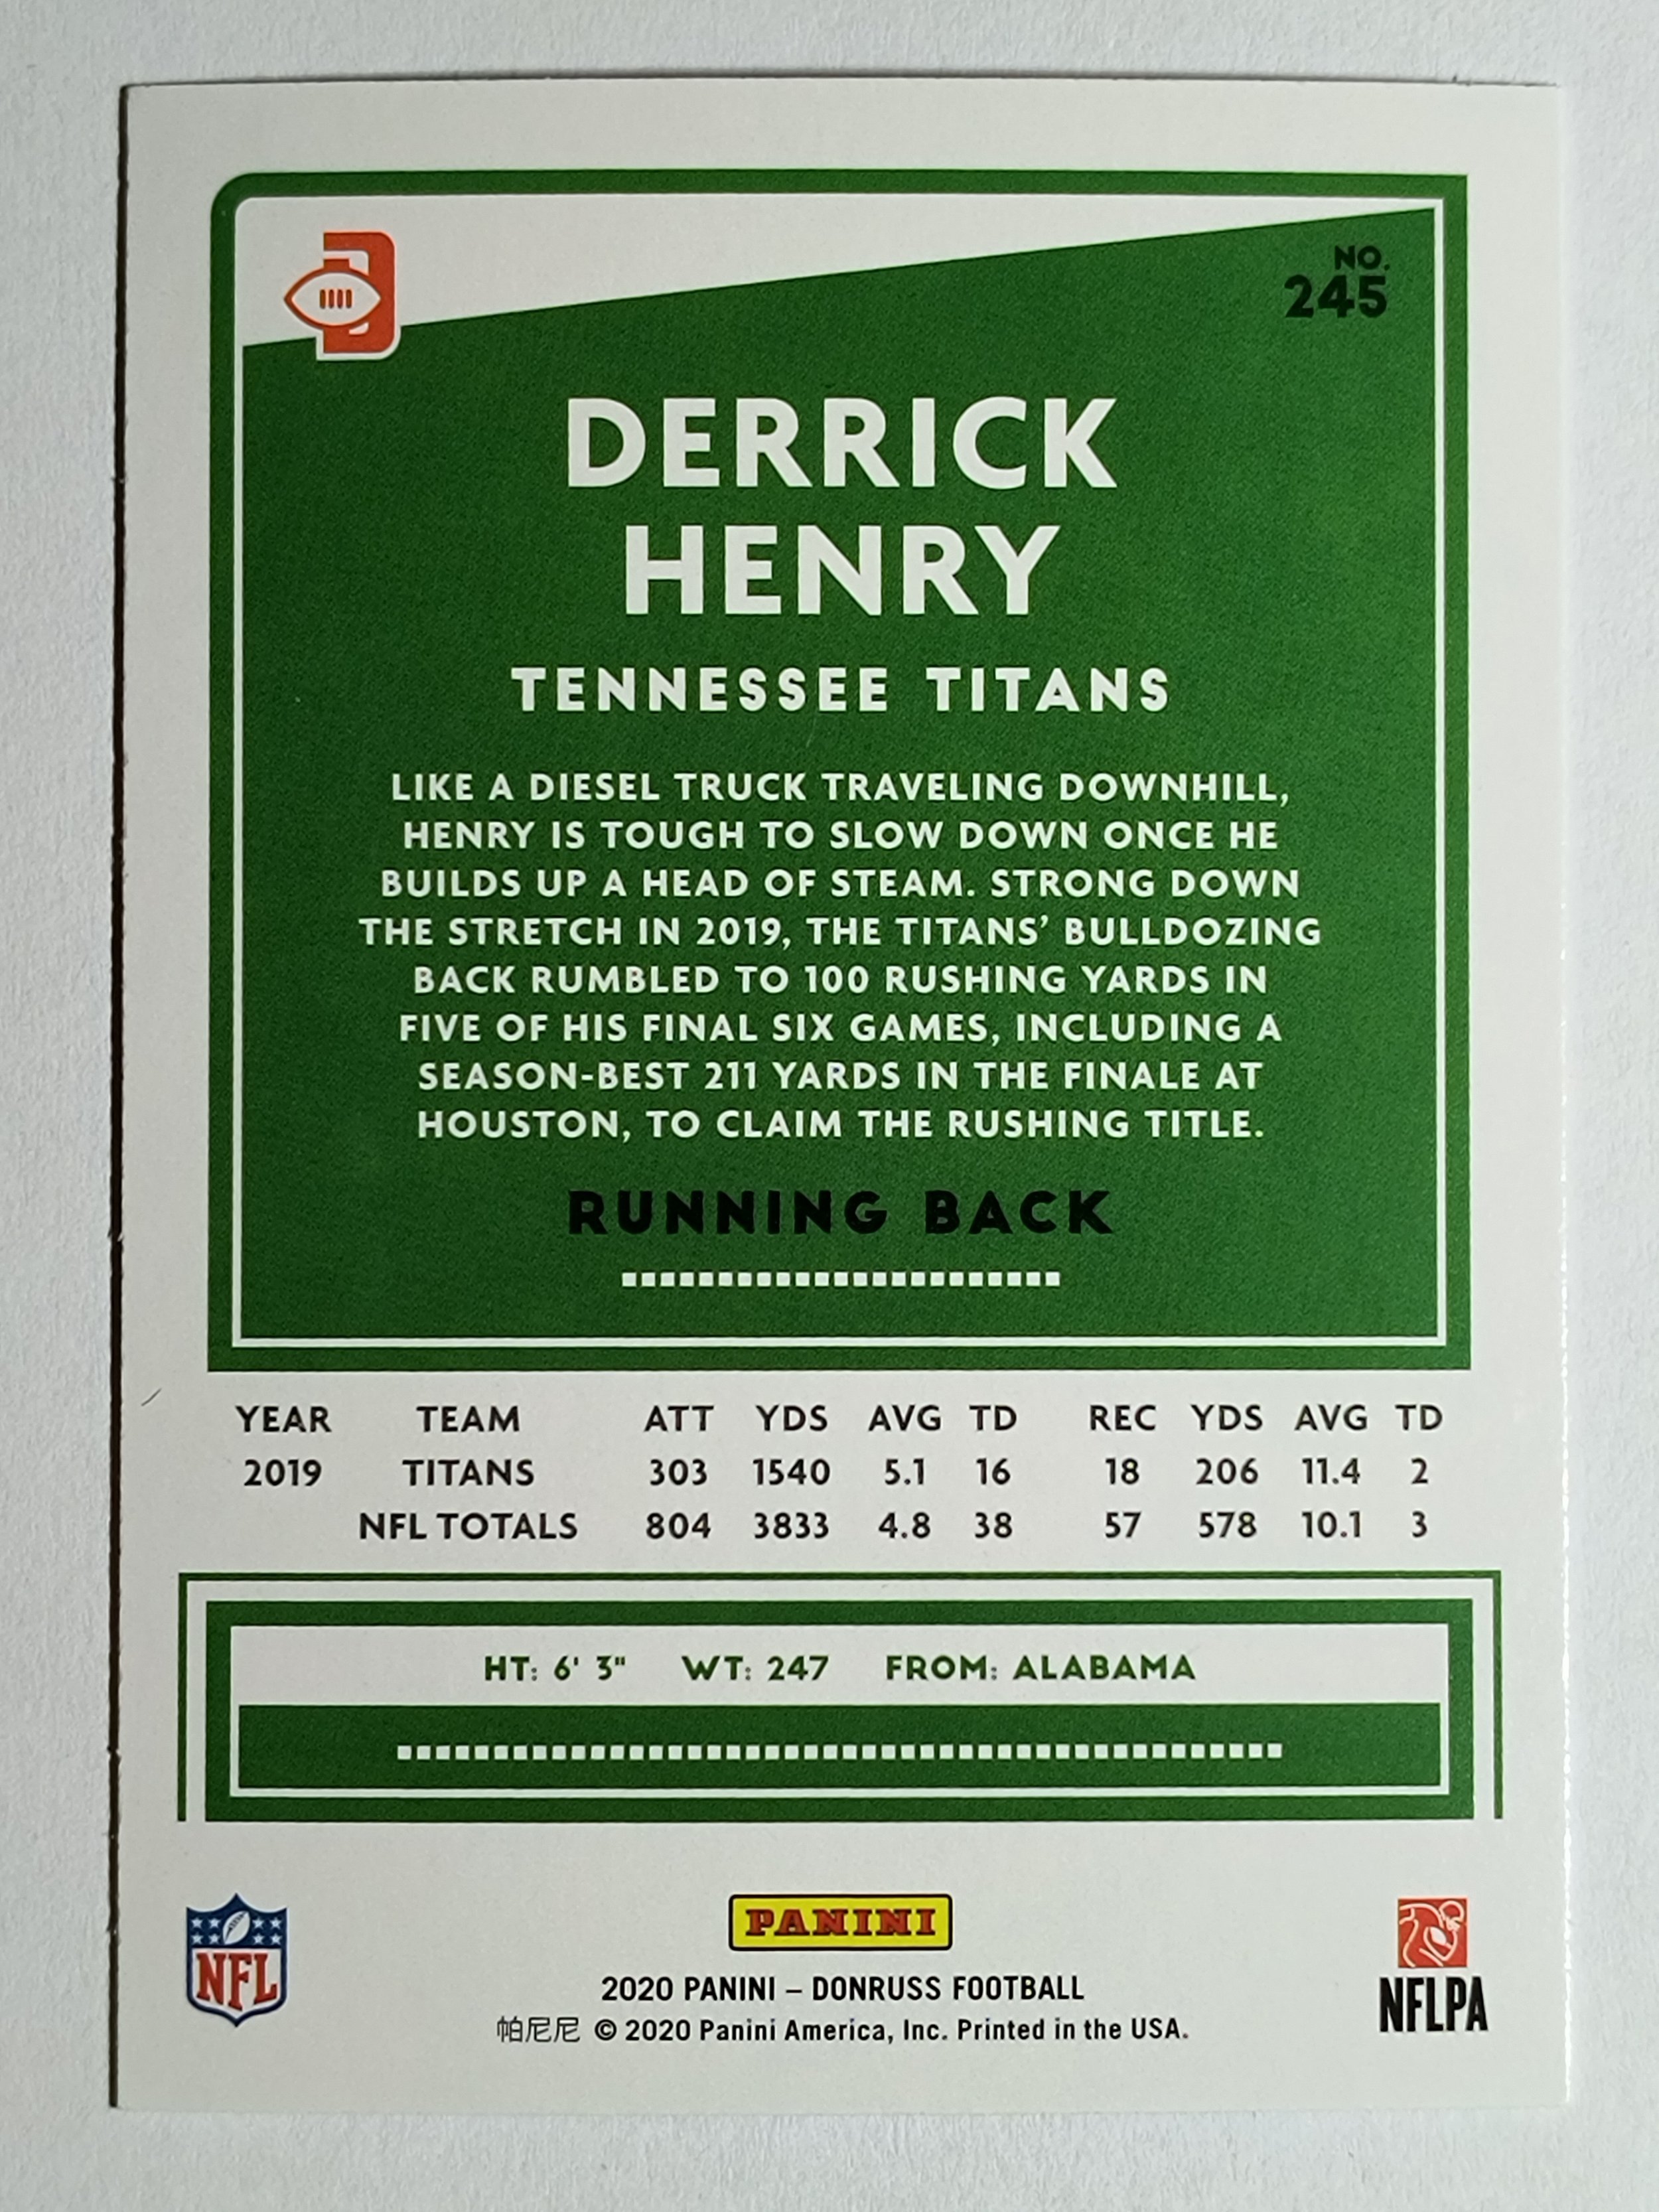 NO.
245
DERRICK
HENRY
TENNESSEE TITANS
LIKE A DIESEL TRUCK TRAVELING DOWNHILL,
HENRY IS TOUGH TO SLOW DOWN ONCE HE
BUILDS UP A HEAD OF STEAM. STRONG DOWN
THE STRETCH IN 2019, THE TITANS’ BULLDOZING
BACK RUMBLED TO 100 RUSHING YARDS IN
FIVE OF HIS FINAL SIX GAMES, INCLUDING A
SEASON-BEST 211 YARDS IN THE FINALE AT
HOUSTON, TO CLAIM THE RUSHING TITLE.
RUNNING BACK
YEAR TEAM ATT YDS AVG TD REC YDS AVG TD
2019 TITANS 303 1540 5.1 16 18 206 11.4 2
NFL TOTALS 804 3833 4.8 38 57 578 10.1 3
HT: 6' 3" WT: 247 FROM: ALABAMA
NFL
PANINI
2020 PANINI – DONRUSS FOOTBALL
帕尼尼 © 2020 Panini America, Inc. Printed in the USA.
NFLPA